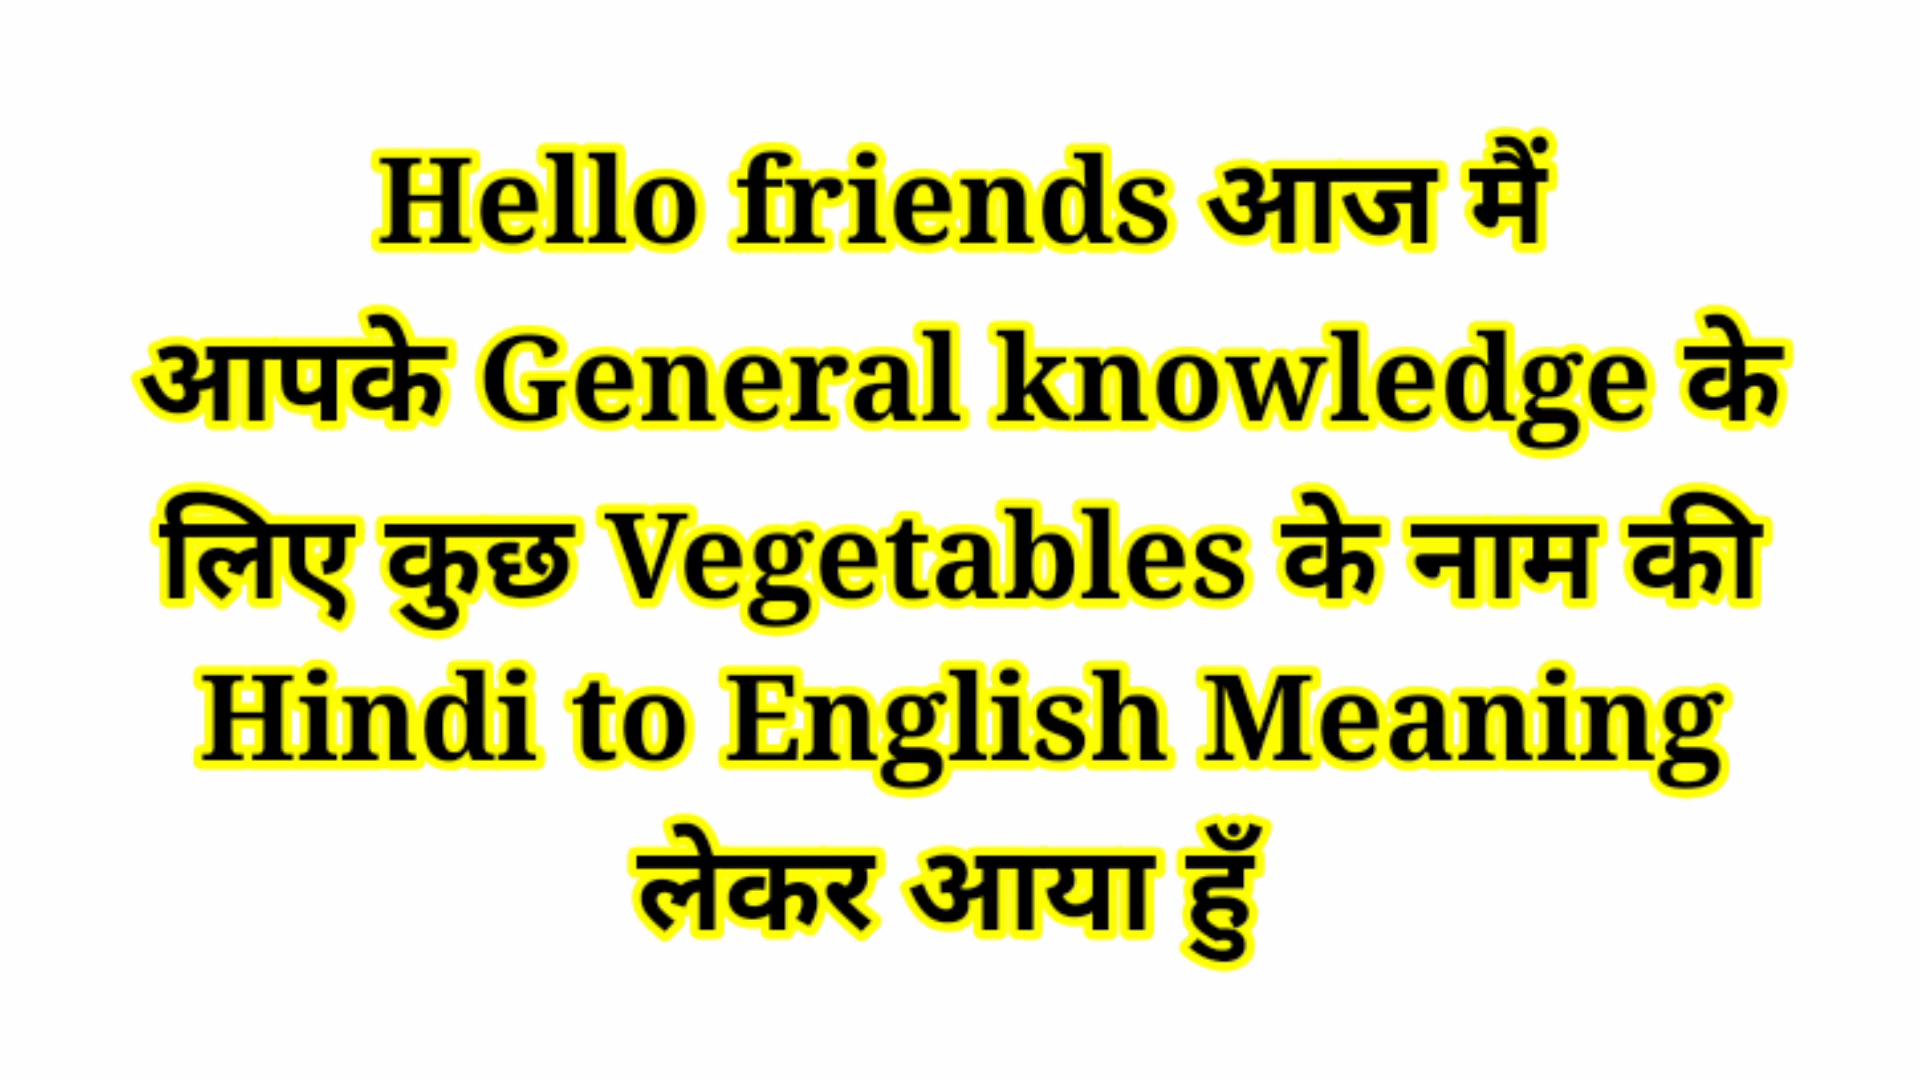 Hello friends आज मैं
आपके General knowledge के
लिए कुछ Vegetables के नाम की
Hindi to English Meaning
लेकर आया हुँ